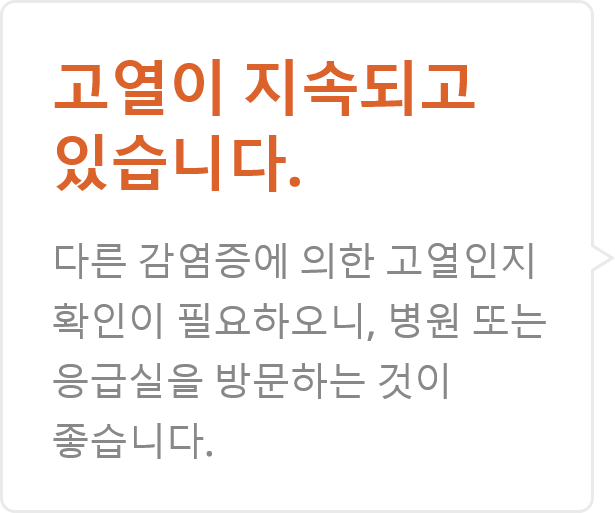 고열이 지속되고
있습니다.
다른 감염증에 의한 고열인지
확인이 필요하오니, 병원 또는
응급실을 방문하는 것이
좋습니다.